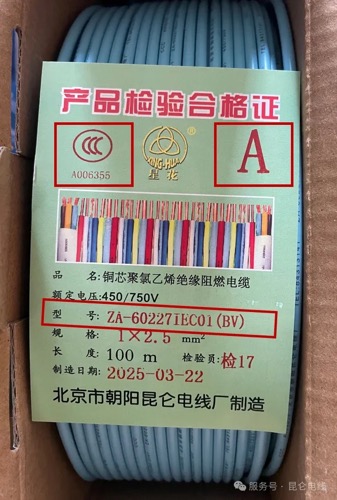 产品检验合格证
A006355
XING-HUA
®
星花
A
品 名:铜芯聚氯乙烯绝缘阻燃电缆
额定电压:450/750V
型 号:ZA-60227IEC01(BV)
规 格:1×2.5 mm²
长 度:100 m 检验员:检17
制造日期:2025-03-22
北京市朝阳昆仑电线厂制造
服务号·昆仑电线